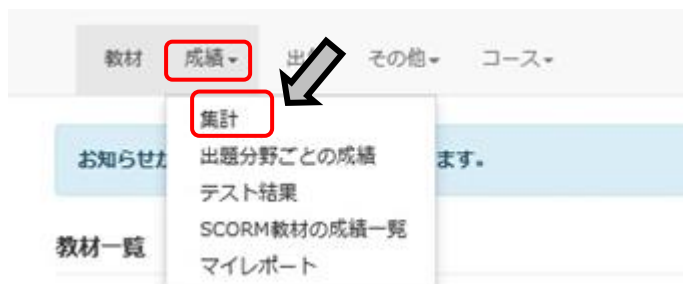 教材 成績 その他 コース
集計
お知らせ ます。
出題分野ごとの成績
テスト結果
SCORM教材の成績一覧
教材一覧
マイレポート